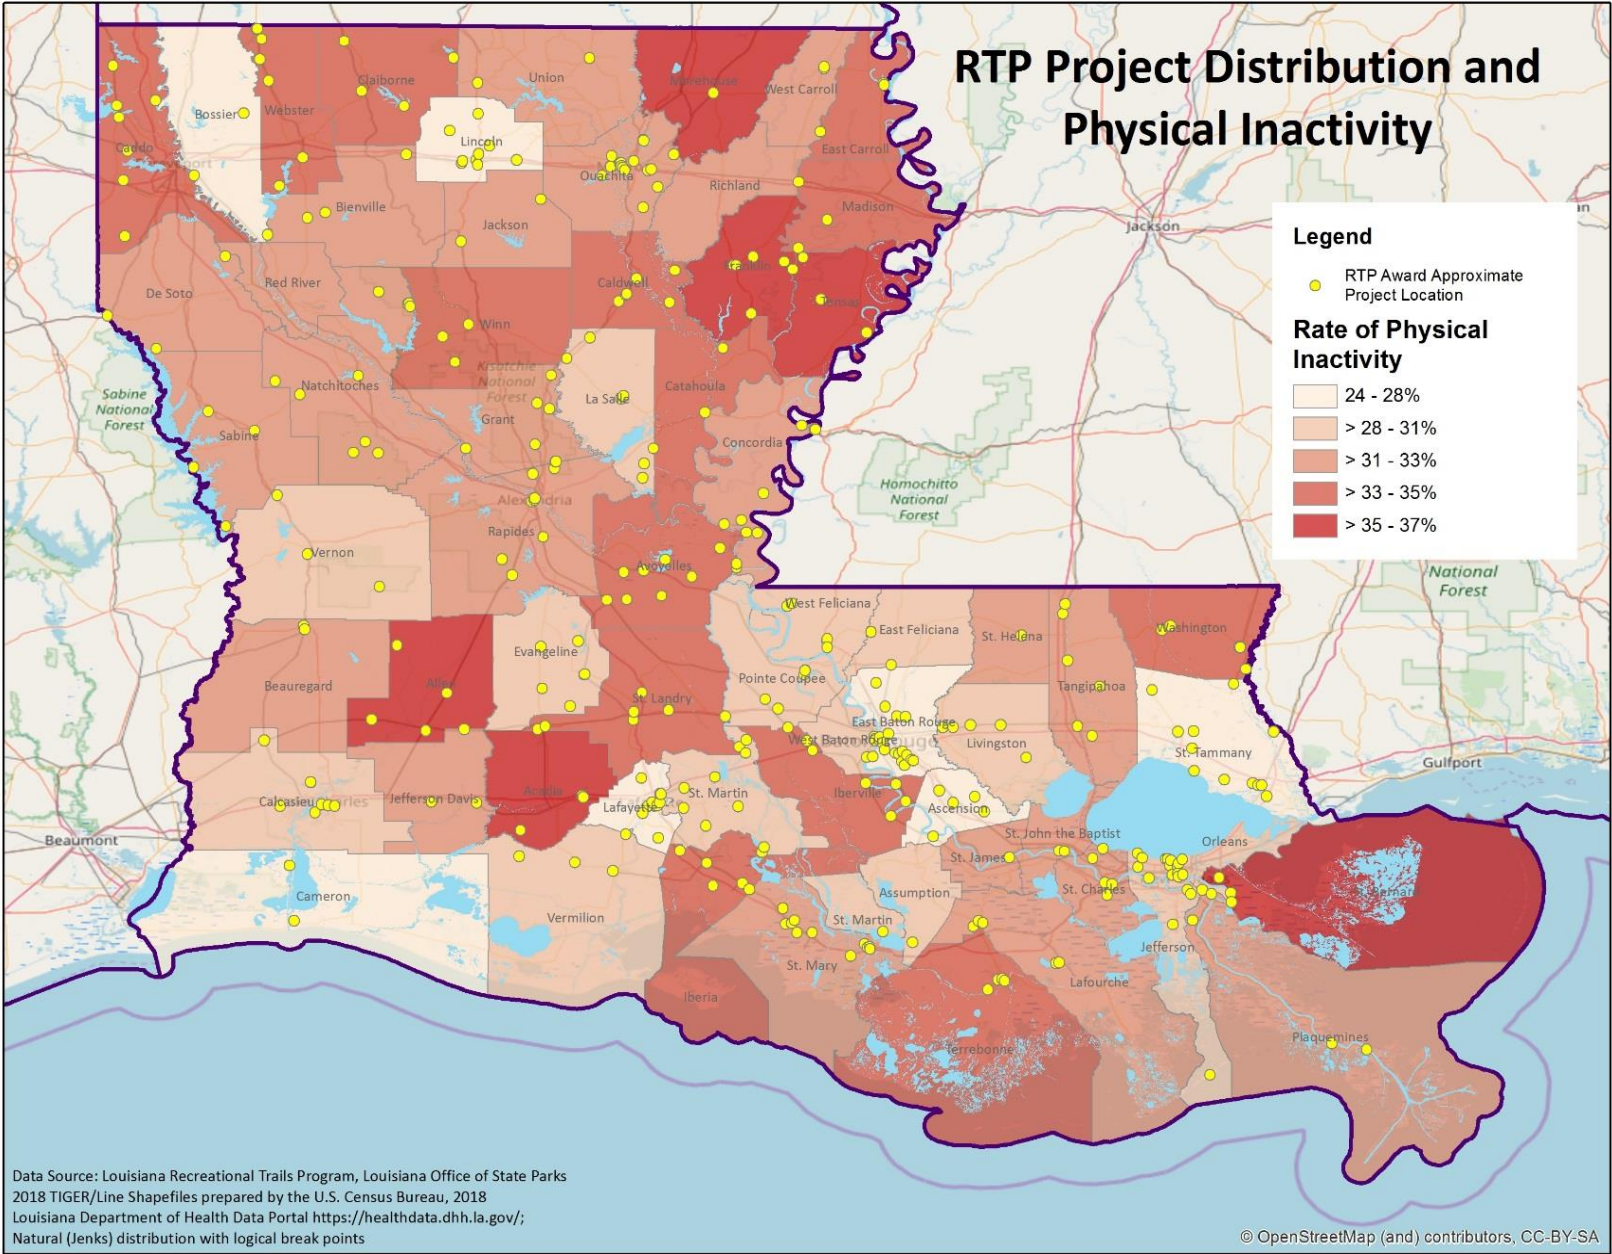 RTP Project Distribution and
Physical Inactivity
Legend
RTP Award Approximate
Project Location
Rate of Physical
Inactivity
24 - 28%
> 28 - 31%
> 31 - 33%
> 33 - 35%
> 35 - 37%
Claiborne
Union
Morehouse
West Carroll
Bossier
Webster
Lincoln
Caddo
East Carroll
Ouachita
Richland
Bienville
Madison
Jackson
Jackson
Franklin
De Soto
Red River
Caldwell
Tensas
Winn
Kisatchie
National
Forest
Sabine
National
Forest
Natchitoches
La Salle
Catahoula
Grant
Sabine
Concordia
Homochitto
National
Forest
Alexandria
Rapides
Vernon
Avoyelles
National
Forest
West Feliciana
East Feliciana
St. Helena
Washington
Evangeline
Beauregard
Allen
Pointe Coupee
Tangipahoa
St. Landry
East Baton Rouge
West Baton Rouge
Livingston
St. Tammany
Gulfport
Calcasieu
Jefferson Davis
Acadia
Lafayette
St. Martin
Iberville
Ascension
Beaumont
St. John the Baptist
Orleans
St. James
Cameron
Assumption
St. Charles
St. Bernard
Vermilion
St. Martin
Jefferson
St. Mary
Iberia
Lafourche
Plaquemines
Terrebonne
Data Source: Louisiana Recreational Trails Program, Louisiana Office of State Parks
2018 TIGER/Line Shapefiles prepared by the U.S. Census Bureau, 2018
Louisiana Department of Health Data Portal https://healthdata.dhh.la.gov/;
Natural (Jenks) distribution with logical break points
© OpenStreetMap (and) contributors, CC-BY-SA